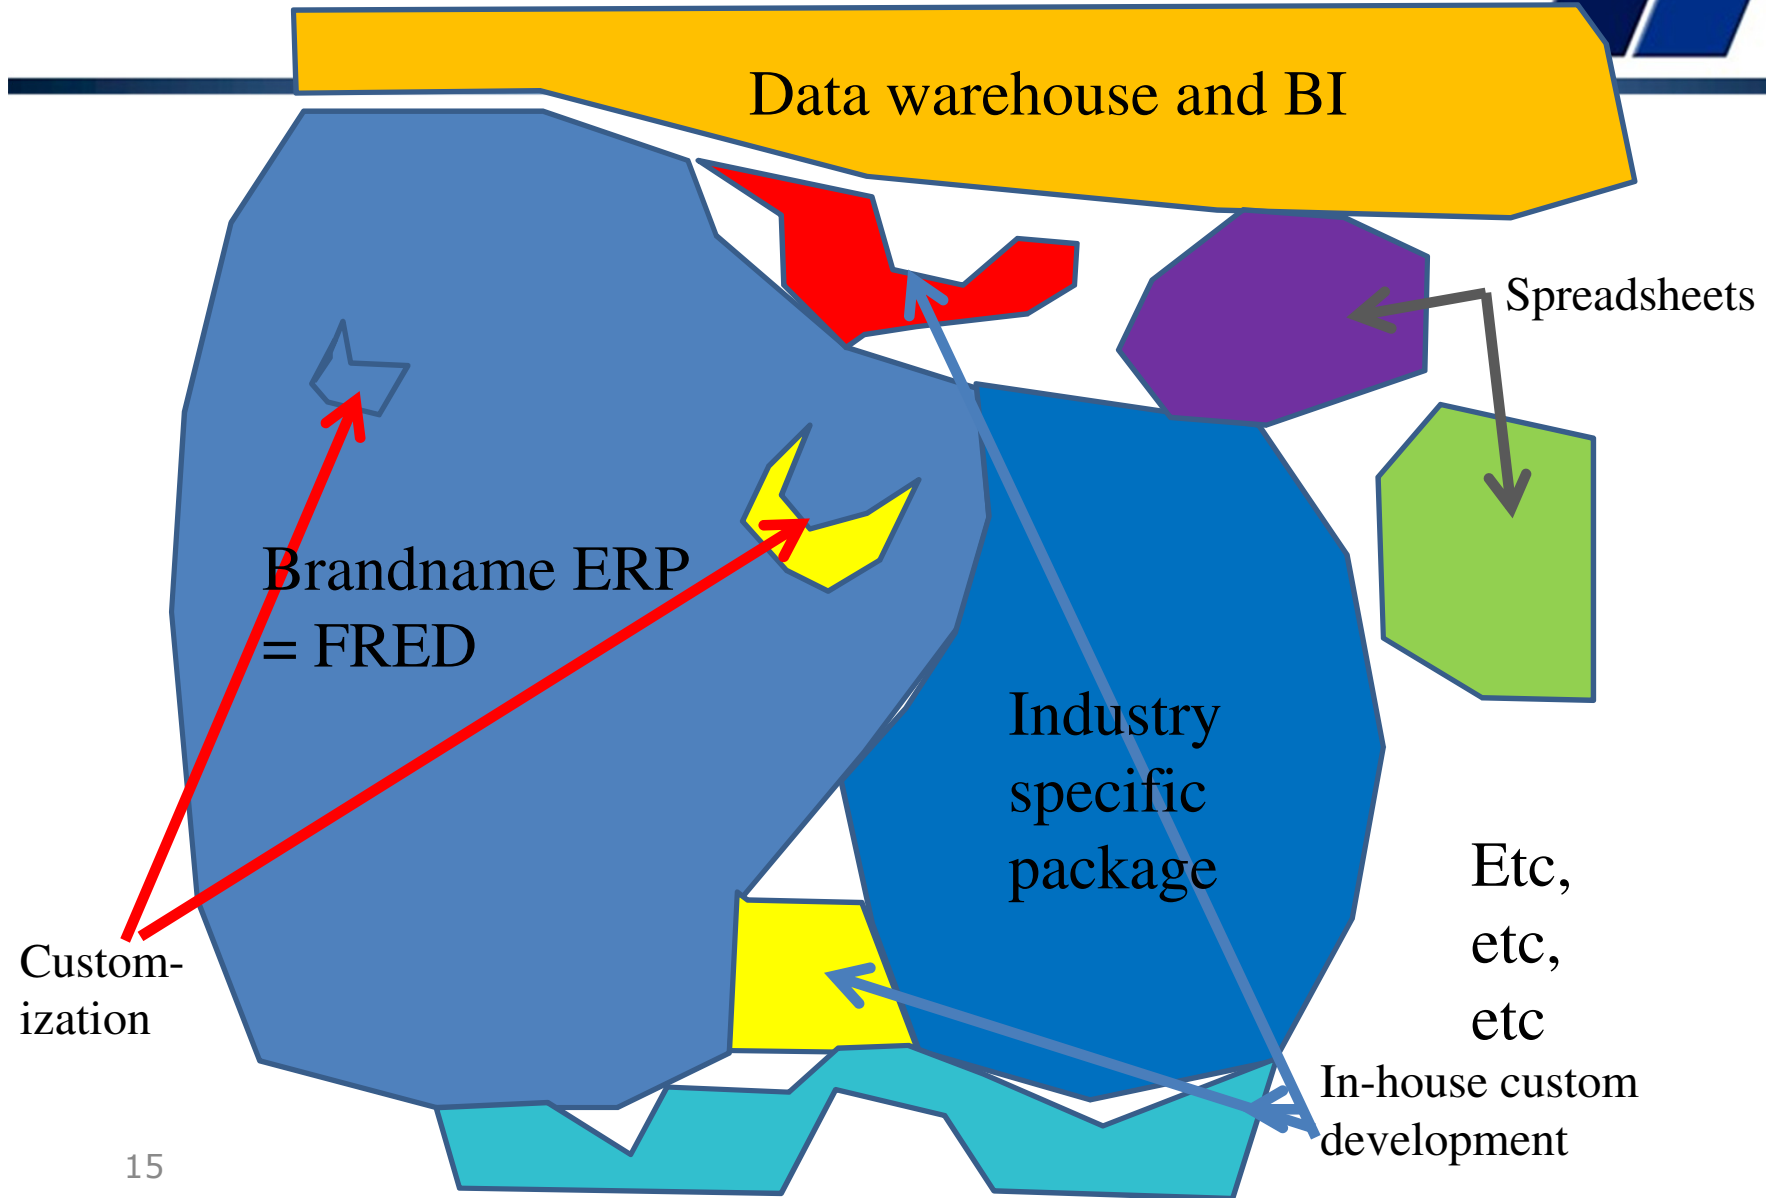 Data warehouse and BI
Spreadsheets
Brandname ERP
= FRED
Industry
specific
package
Etc,
etc,
etc
Custom-
ization
In-house custom
development
15